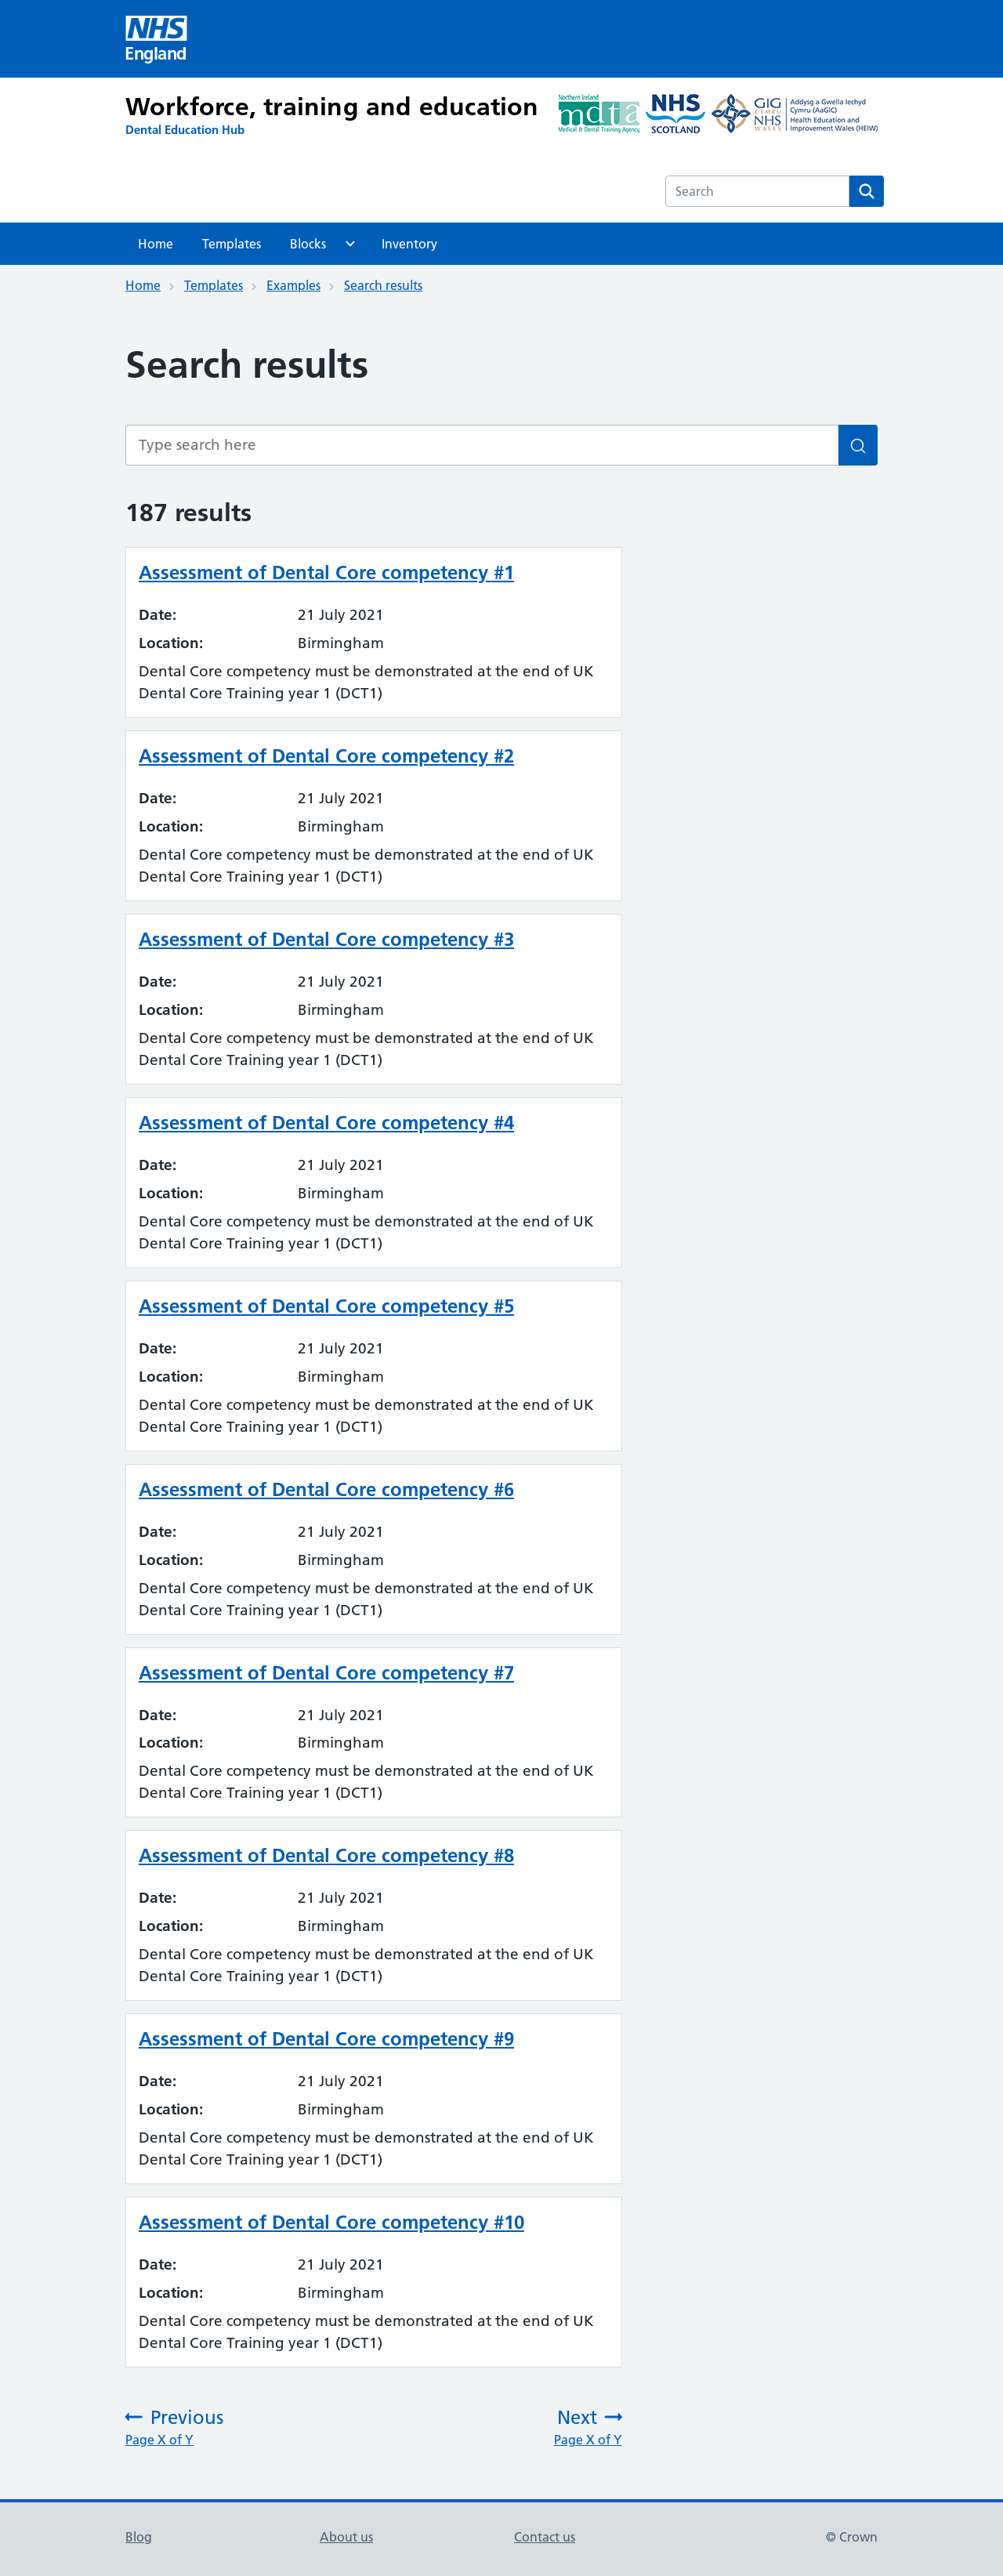 NHS
England
Workforce, training and education
Dental Education Hub
Northern Ireland
mdta
Medical & Dental Training Agency
NHS
SCOTLAND
GIG
CYMRU
NHS
WALES
Addysg a Gwella Iechyd
Cymru (AaGIC)
Health Education and
Improvement Wales (HEIW)
Search
Home Templates Blocks Inventory
Home Templates Examples Search results
Search results
Type search here
187 results
Assessment of Dental Core competency #1
Date: 21 July 2021
Location: Birmingham
Dental Core competency must be demonstrated at the end of UK
Dental Core Training year 1 (DCT1)
Assessment of Dental Core competency #2
Date: 21 July 2021
Location: Birmingham
Dental Core competency must be demonstrated at the end of UK
Dental Core Training year 1 (DCT1)
Assessment of Dental Core competency #3
Date: 21 July 2021
Location: Birmingham
Dental Core competency must be demonstrated at the end of UK
Dental Core Training year 1 (DCT1)
Assessment of Dental Core competency #4
Date: 21 July 2021
Location: Birmingham
Dental Core competency must be demonstrated at the end of UK
Dental Core Training year 1 (DCT1)
Assessment of Dental Core competency #5
Date: 21 July 2021
Location: Birmingham
Dental Core competency must be demonstrated at the end of UK
Dental Core Training year 1 (DCT1)
Assessment of Dental Core competency #6
Date: 21 July 2021
Location: Birmingham
Dental Core competency must be demonstrated at the end of UK
Dental Core Training year 1 (DCT1)
Assessment of Dental Core competency #7
Date: 21 July 2021
Location: Birmingham
Dental Core competency must be demonstrated at the end of UK
Dental Core Training year 1 (DCT1)
Assessment of Dental Core competency #8
Date: 21 July 2021
Location: Birmingham
Dental Core competency must be demonstrated at the end of UK
Dental Core Training year 1 (DCT1)
Assessment of Dental Core competency #9
Date: 21 July 2021
Location: Birmingham
Dental Core competency must be demonstrated at the end of UK
Dental Core Training year 1 (DCT1)
Assessment of Dental Core competency #10
Date: 21 July 2021
Location: Birmingham
Dental Core competency must be demonstrated at the end of UK
Dental Core Training year 1 (DCT1)
Previous Next
Page X of Y Page X of Y
Blog About us Contact us © Crown